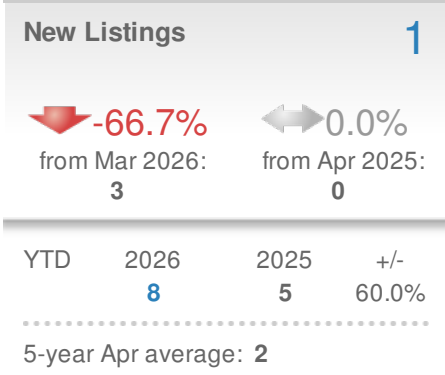 New Listings 1
-66.7% 0.0%
from Mar 2026: from Apr 2025:
3 0
YTD 2026 2025 +/-
8 5 60.0%
5-year Apr average: 2